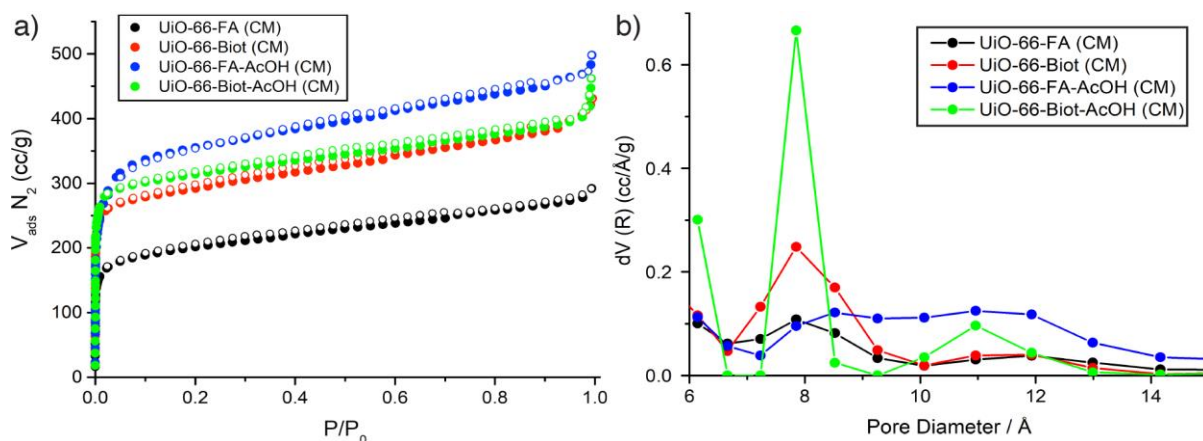 a)
UiO-66-FA (CM)
UiO-66-Biot (CM)
UiO-66-FA-AcOH (CM)
UiO-66-Biot-AcOH (CM)
500
400
300
200
100
0
V_ads N₂ (cc/g)
0.0 0.2 0.4 0.6 0.8 1.0
P/P₀
b)
UiO-66-FA (CM)
UiO-66-Biot (CM)
UiO-66-FA-AcOH (CM)
UiO-66-Biot-AcOH (CM)
0.6
0.4
0.2
0.0
dV (R) (cc/Å/g)
6 8 10 12 14
Pore Diameter / Å